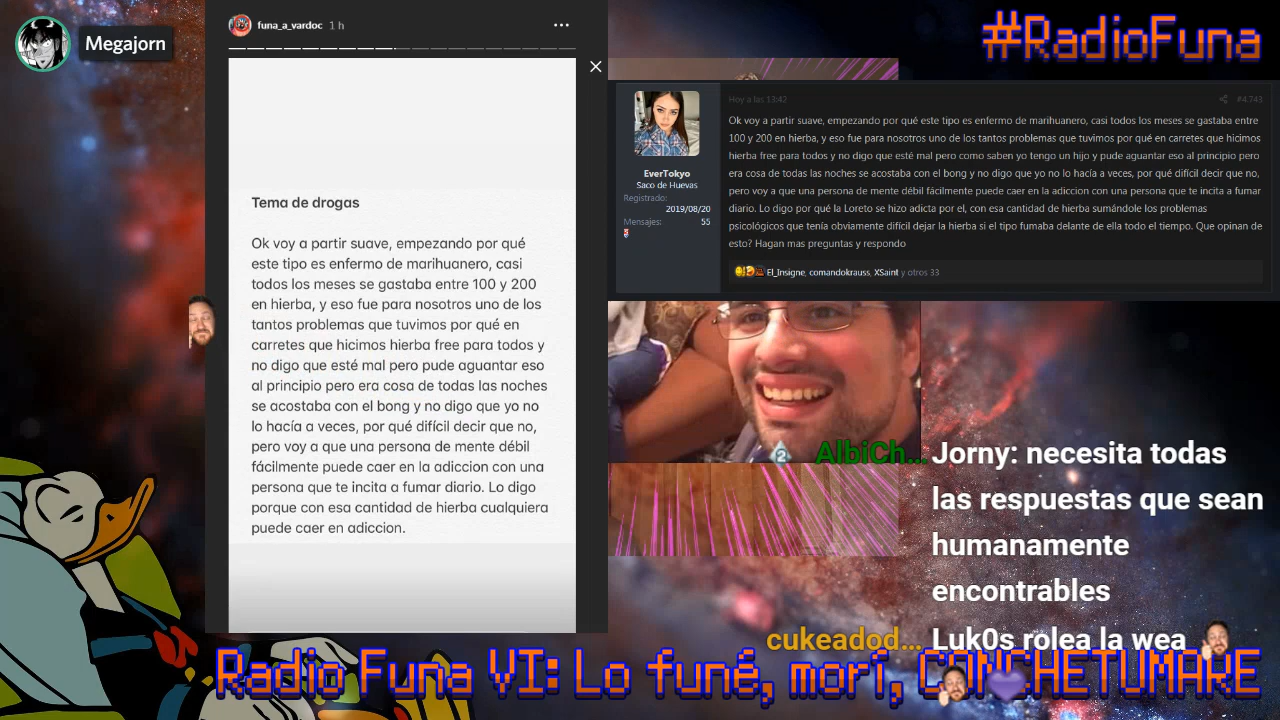 Megajorn
funa_a_vardoc 1 h
Tema de drogas
Ok voy a partir suave, empezando por qué
este tipo es enfermo de marihuanero, casi
todos los meses se gastaba entre 100 y 200
en hierba, y eso fue para nosotros uno de los
tantos problemas que tuvimos por qué en
carretes que hicimos hierba free para todos y
no digo que esté mal pero pude aguantar eso
al principio pero era cosa de todas las noches
se acostaba con el bong y no digo que yo no
lo hacía a veces, por qué difícil decir que no,
pero voy a que una persona de mente débil
fácilmente puede caer en la adiccion con una
persona que te incita a fumar diario. Lo digo
porque con esa cantidad de hierba cualquiera
puede caer en adiccion.
#RadioFuna
Hoy a las 13:42 #4.743
EverTokyo
Saco de Huevas
Registrado:
2019/08/20
Mensajes:
55
Ok voy a partir suave, empezando por qué este tipo es enfermo de marihuanero, casi todos los meses se gastaba entre
100 y 200 en hierba, y eso fue para nosotros uno de los tantos problemas que tuvimos por qué en carretes que hicimos
hierba free para todos y no digo que esté mal pero como saben yo tengo un hijo y pude aguantar eso al principio pero
era cosa de todas las noches se acostaba con el bong y no digo que yo no lo hacía a veces, por qué difícil decir que no,
pero voy a que una persona de mente débil fácilmente puede caer en la adiccion con una persona que te incita a fumar
diario. Lo digo por qué la Loreto se hizo adicta por el, con esa cantidad de hierba sumándole los problemas
psicológicos que tenía obviamente difícil dejar la hierba si el tipo fumaba delante de ella todo el tiempo. Que opinan de
esto? Hagan mas preguntas y respondo
El_Insigne, comandokrauss, XSaint y otros 33
2 AlbiCh... Jorny: necesita todas
las respuestas que sean
humanamente
encontrables
cukeadod... Luk0s rolea la wea
Radio Funa VI: Lo funé, morí, CONCHETUMARE